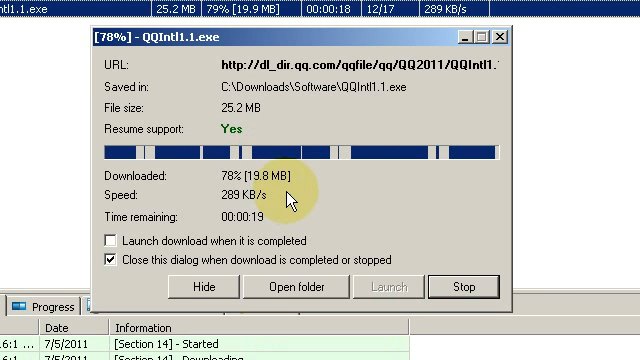 ntl1.exe 25.2 MB 79% [19.9 MB] 00:00:18 12/17 289 KB/s
[78%] - QQIntl1.1.exe
URL: http://dl_dir.qq.com/qqfile/qq/QQ2011/QQIntl1.
Saved in: C:\Downloads\Software\QQIntl1.1.exe
File size: 25.2 MB
Resume support: Yes
Downloaded: 78% [19.8 MB]
Speed: 289 KB/s
Time remaining: 00:00:19
Launch download when it is completed
Close this dialog when download is completed or stopped
Hide Open folder Launch Stop
Progress
Date Information
6:1 ... 7/5/2011 [Section 14] - Started
6:1 ... 7/5/2011 [Section 14] - Downloading